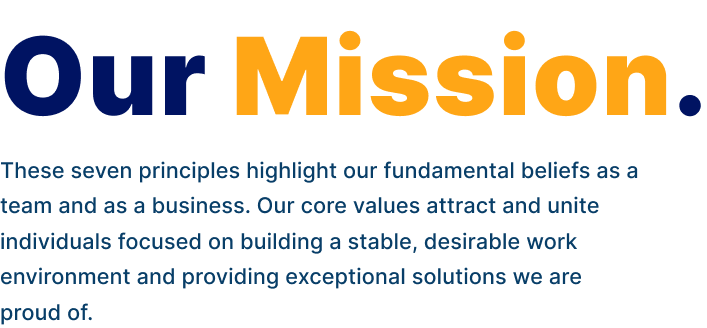 Our Mission.
These seven principles highlight our fundamental beliefs as a
team and as a business. Our core values attract and unite
individuals focused on building a stable, desirable work
environment and providing exceptional solutions we are
proud of.